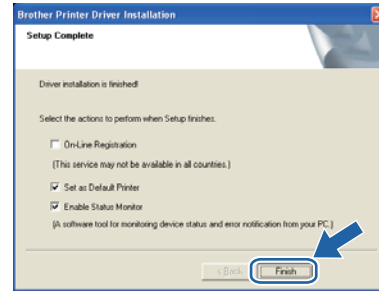 Brother Printer Driver Installation
Setup Complete
Driver installation is finished!
Select the actions to perform when Setup finishes.
On-Line Registration
(This service may not be available in all countries.)
Set as Default Printer
Enable Status Monitor
(A software tool for monitoring device status and error notification from your PC.)
< Back Finish